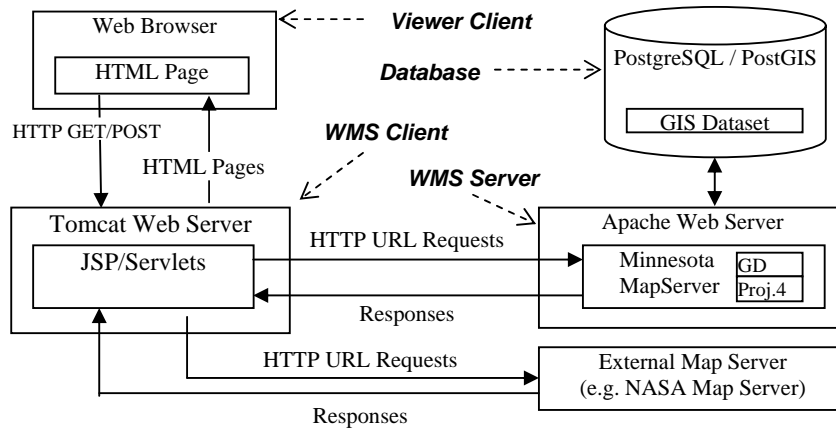 Web Browser
Viewer Client
HTML Page
PostgreSQL / PostGIS
Database
GIS Dataset
HTTP GET/POST
HTML Pages
WMS Client
WMS Server
Tomcat Web Server
Apache Web Server
JSP/Servlets
HTTP URL Requests
Minnesota
MapServer
GD
Proj.4
Responses
HTTP URL Requests
External Map Server
(e.g. NASA Map Server)
Responses